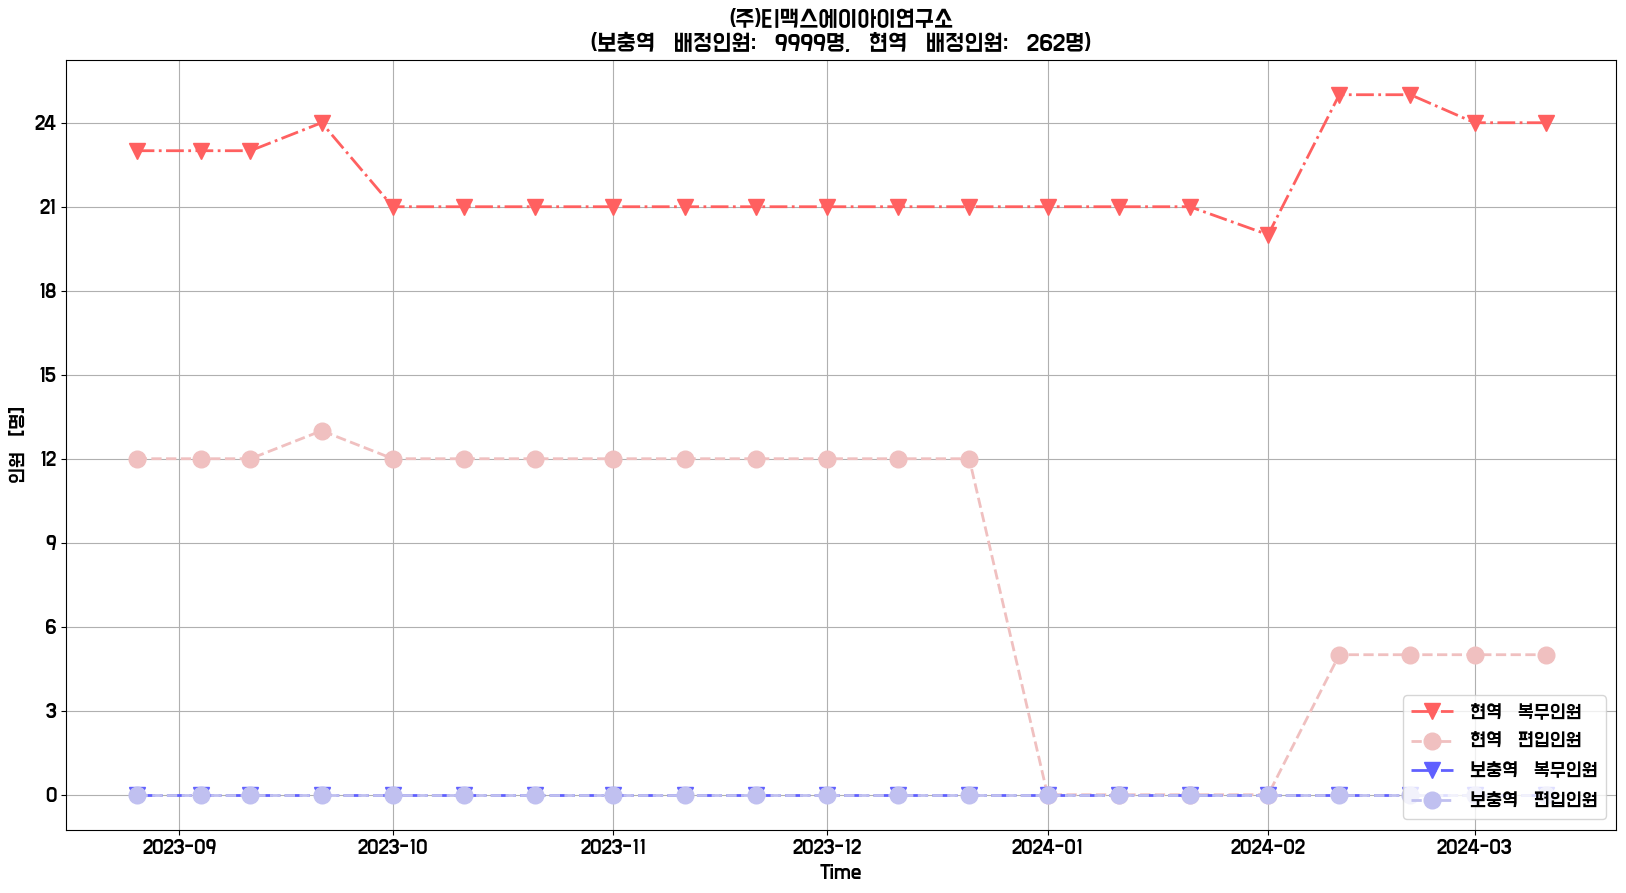 (주)티맥스에이아이연구소
(보충역 배정인원: 9999명, 현역 배정인원: 262명)
24
21
18
15
12
9
6
3
0
인원 [명]
2023-09 2023-10 2023-11 2023-12 2024-01 2024-02 2024-03
Time
현역 복무인원
현역 편입인원
보충역 복무인원
보충역 편입인원